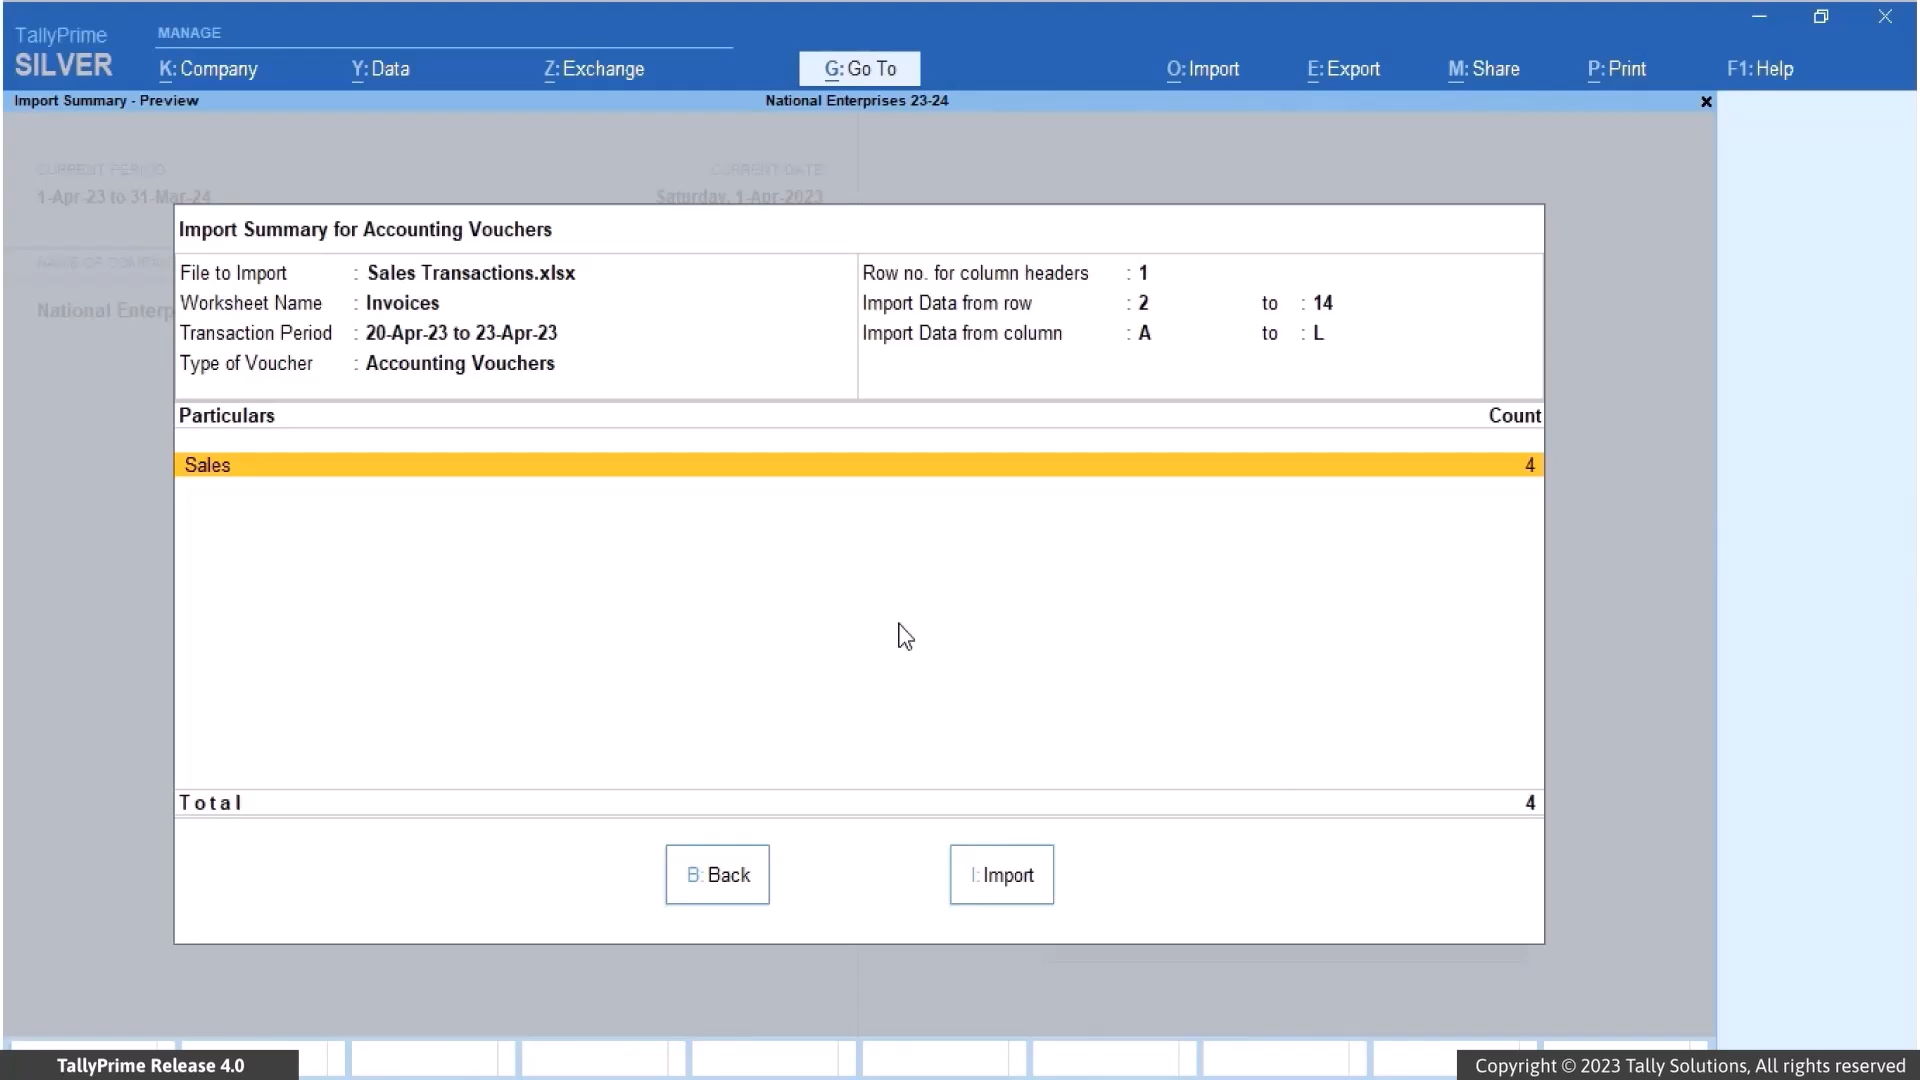 TallyPrime
SILVER
MANAGE
K: Company
Y: Data
Z: Exchange
G: Go To
O: Import
E: Export
M: Share
P: Print
F1: Help
Import Summary - Preview
National Enterprises 23-24
CURRENT PERIOD
CURRENT DATE
1-Apr-23 to 31-Mar-24
Saturday, 1-Apr-2023
National Enterp
Import Summary for Accounting Vouchers
File to Import : Sales Transactions.xlsx
Worksheet Name : Invoices
Transaction Period : 20-Apr-23 to 23-Apr-23
Type of Voucher : Accounting Vouchers
Row no. for column headers : 1
Import Data from row : 2 to : 14
Import Data from column : A to : L
Particulars Count
Sales 4
Total 4
B: Back
I: Import
TallyPrime Release 4.0
Copyright © 2023 Tally Solutions, All rights reserved